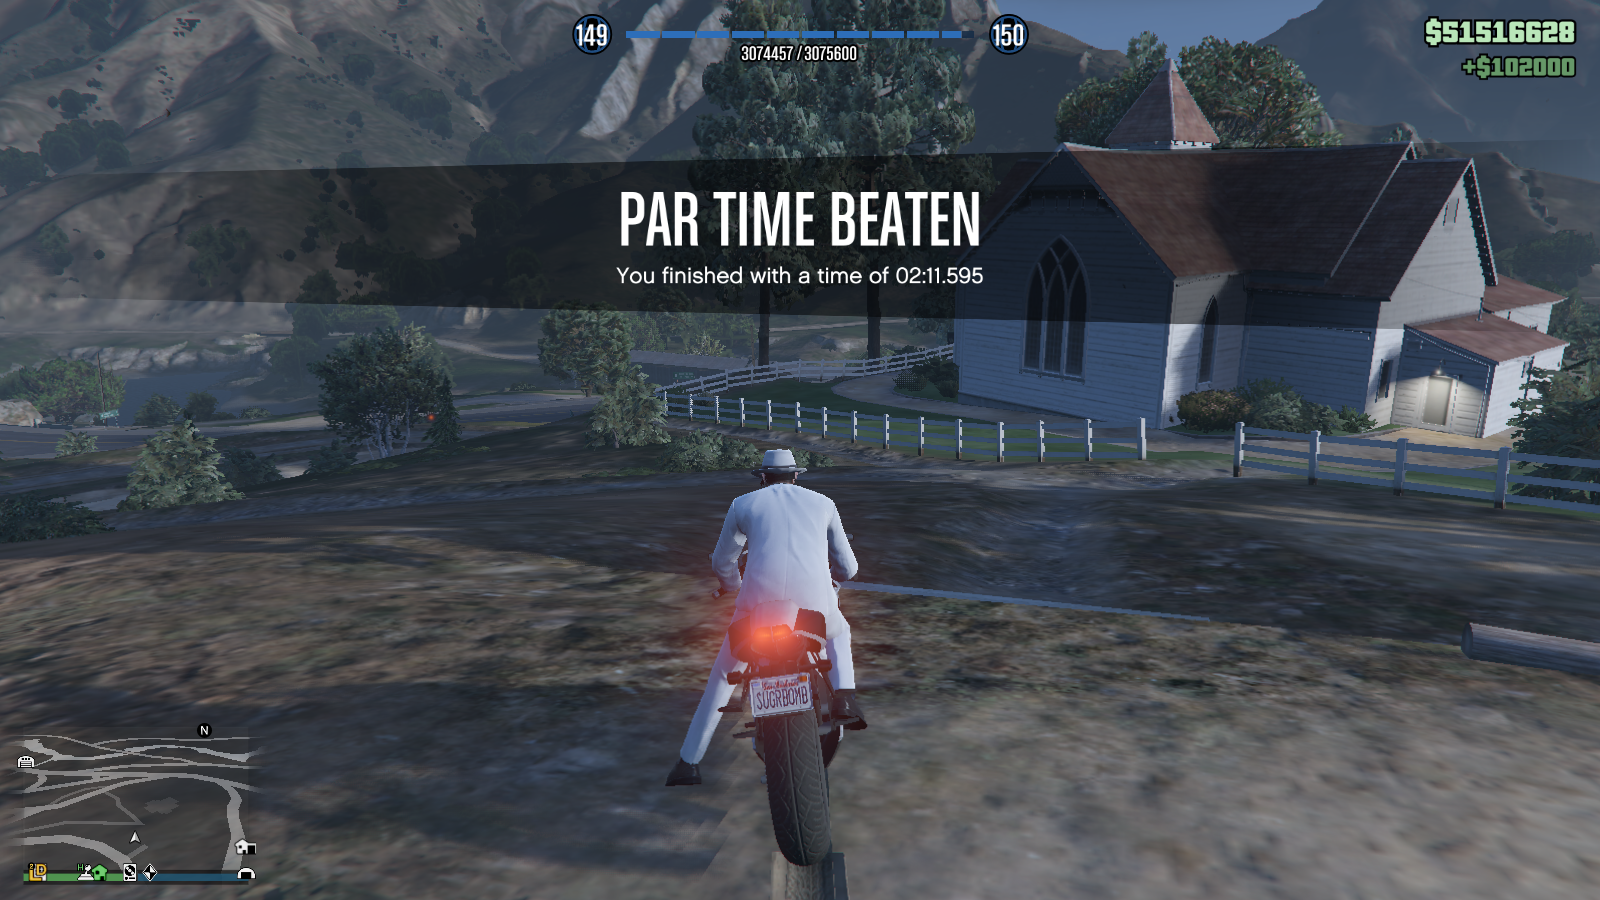 149
150
3074457 / 3075600
$51516628
+$102000
PAR TIME BEATEN
You finished with a time of 02:11.595
SUGRBOMB
N